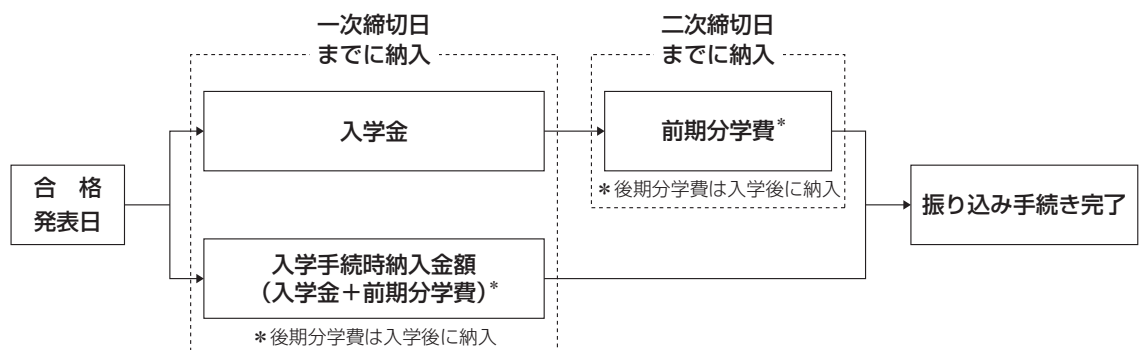 一次締切日
までに納入
二次締切日
までに納入
入学金
前期分学費*
*後期分学費は入学後に納入
合 格
発表日
振り込み手続き完了
入学手続時納入金額
(入学金+前期分学費)*
*後期分学費は入学後に納入